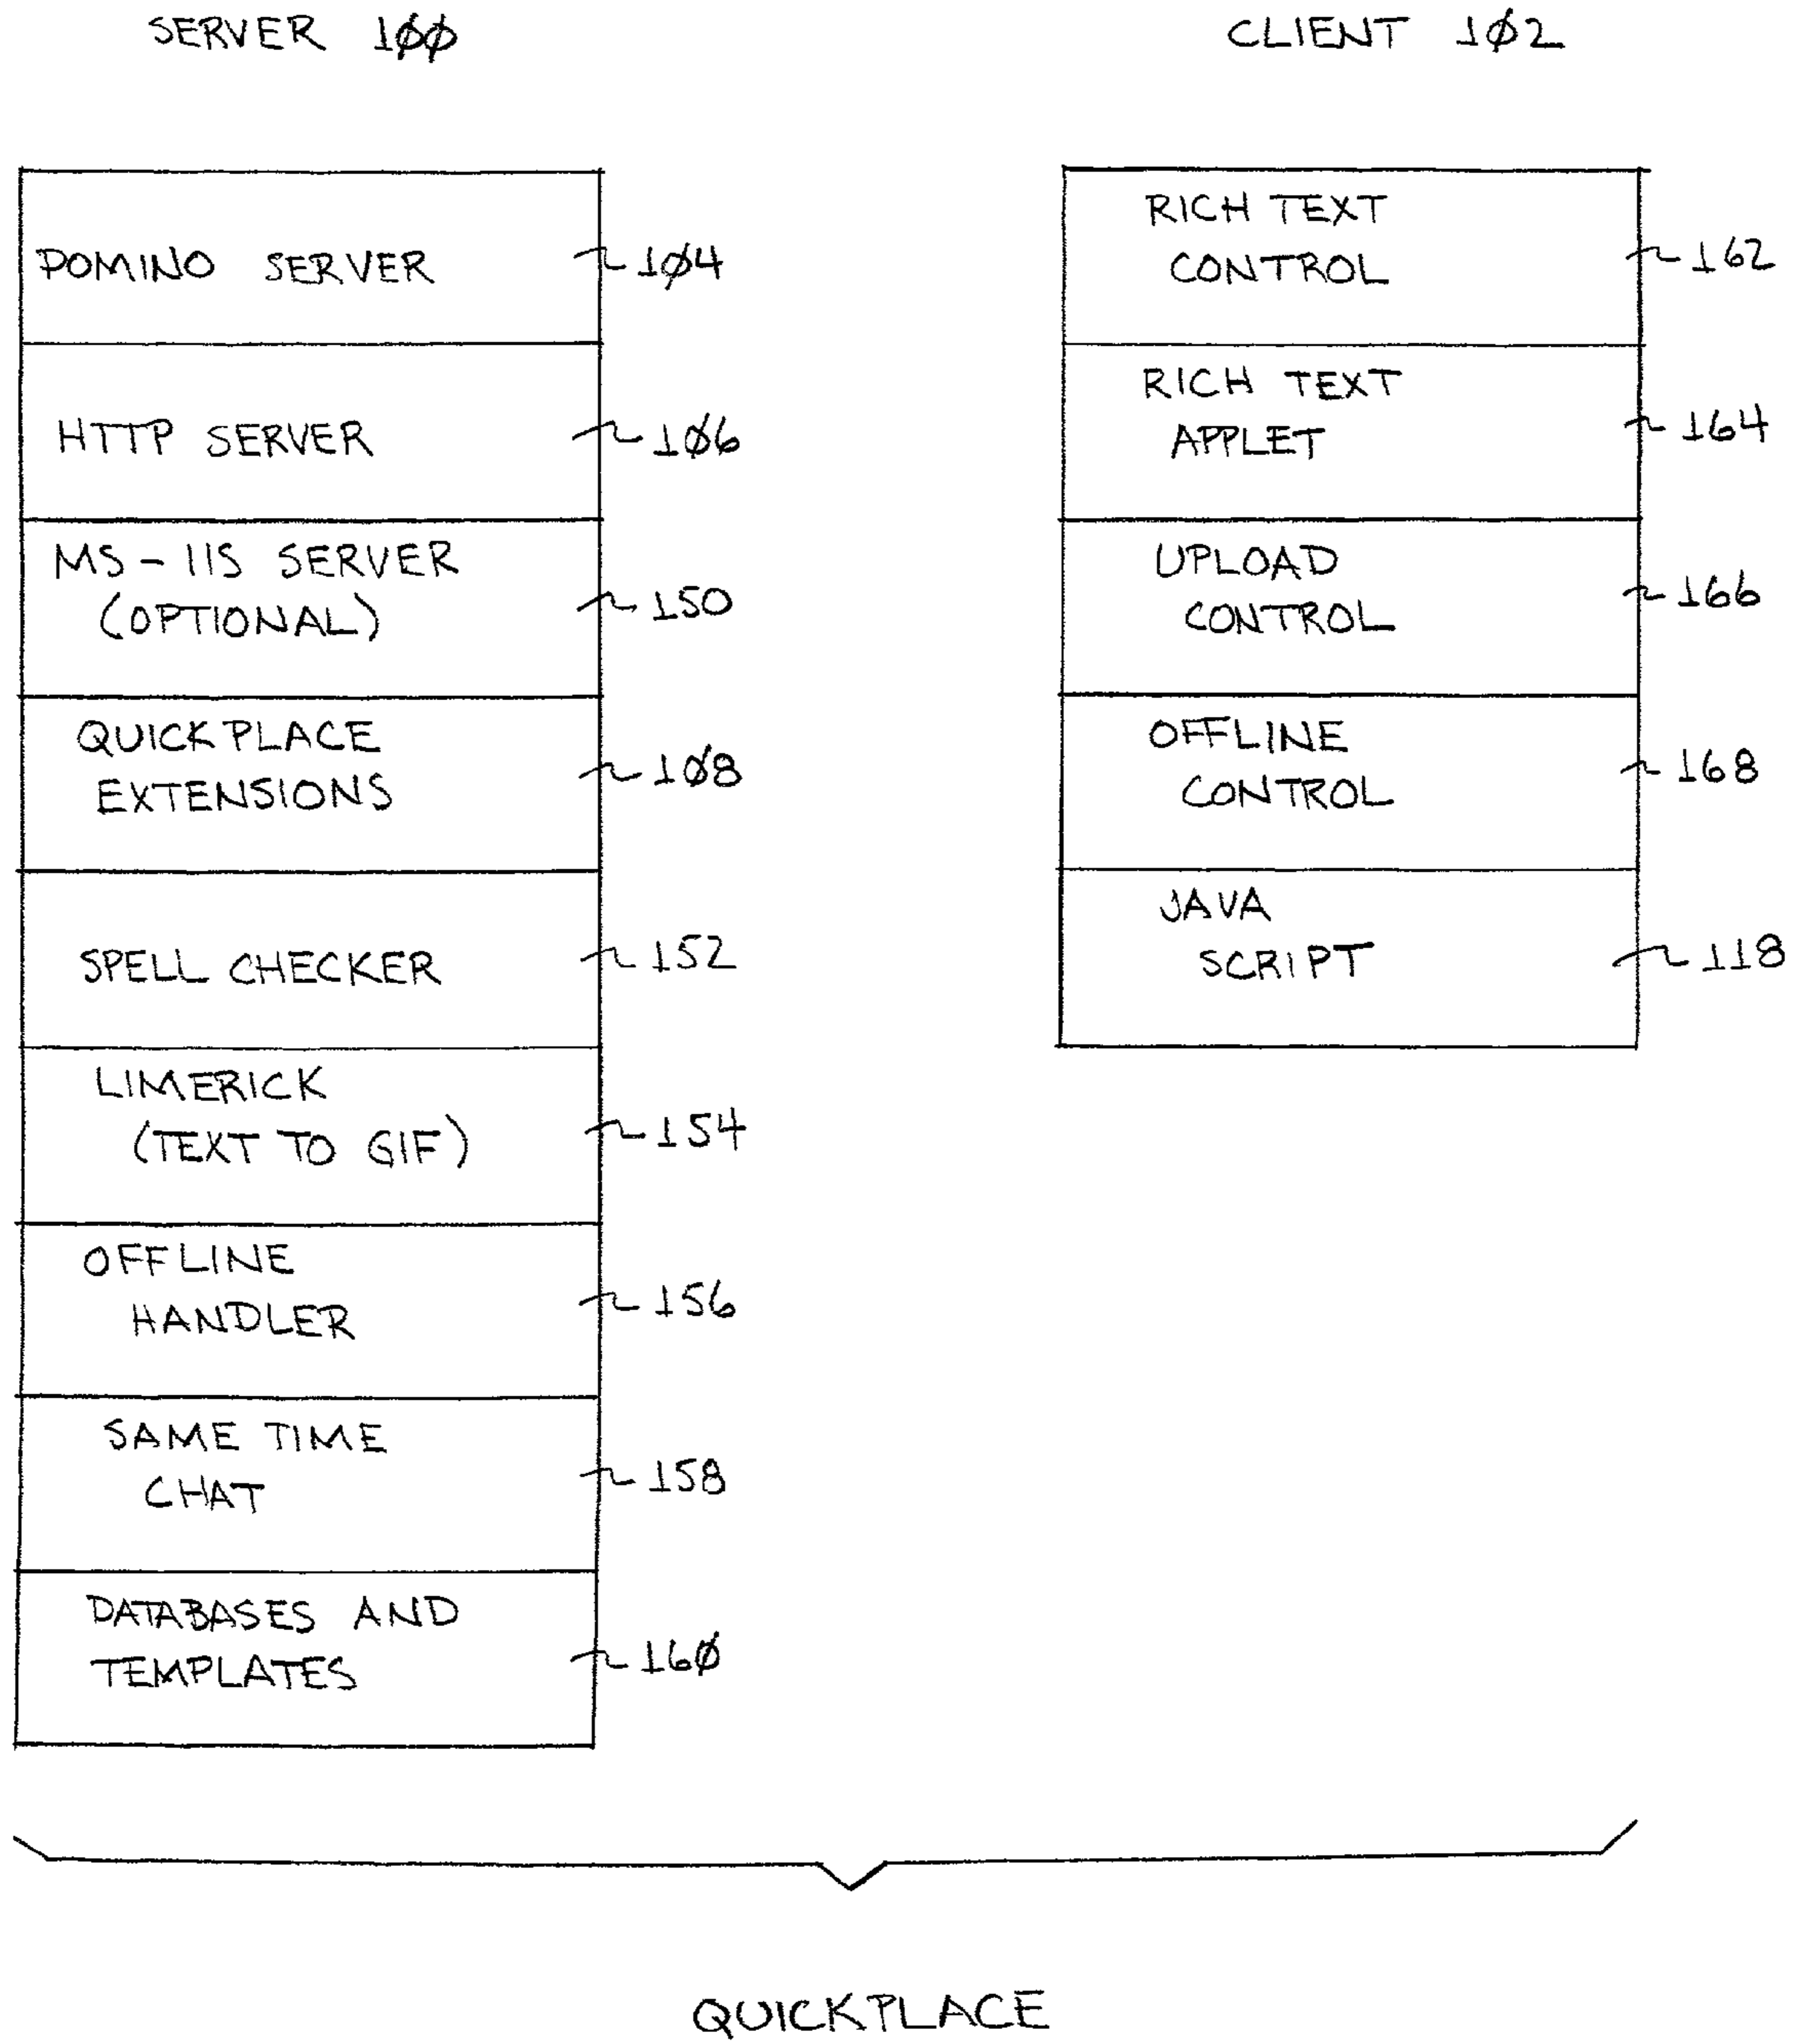 SERVER 100
CLIENT 102
DOMINO SERVER
104
HTTP SERVER
106
MS-IIS SERVER
(OPTIONAL)
150
QUICKPLACE
EXTENSIONS
108
SPELL CHECKER
152
LIMERICK
(TEXT TO GIF)
154
OFFLINE
HANDLER
156
SAME TIME
CHAT
158
DATABASES AND
TEMPLATES
160
RICH TEXT
CONTROL
162
RICH TEXT
APPLET
164
UPLOAD
CONTROL
166
OFFLINE
CONTROL
168
JAVA
SCRIPT
118
QUICKPLACE